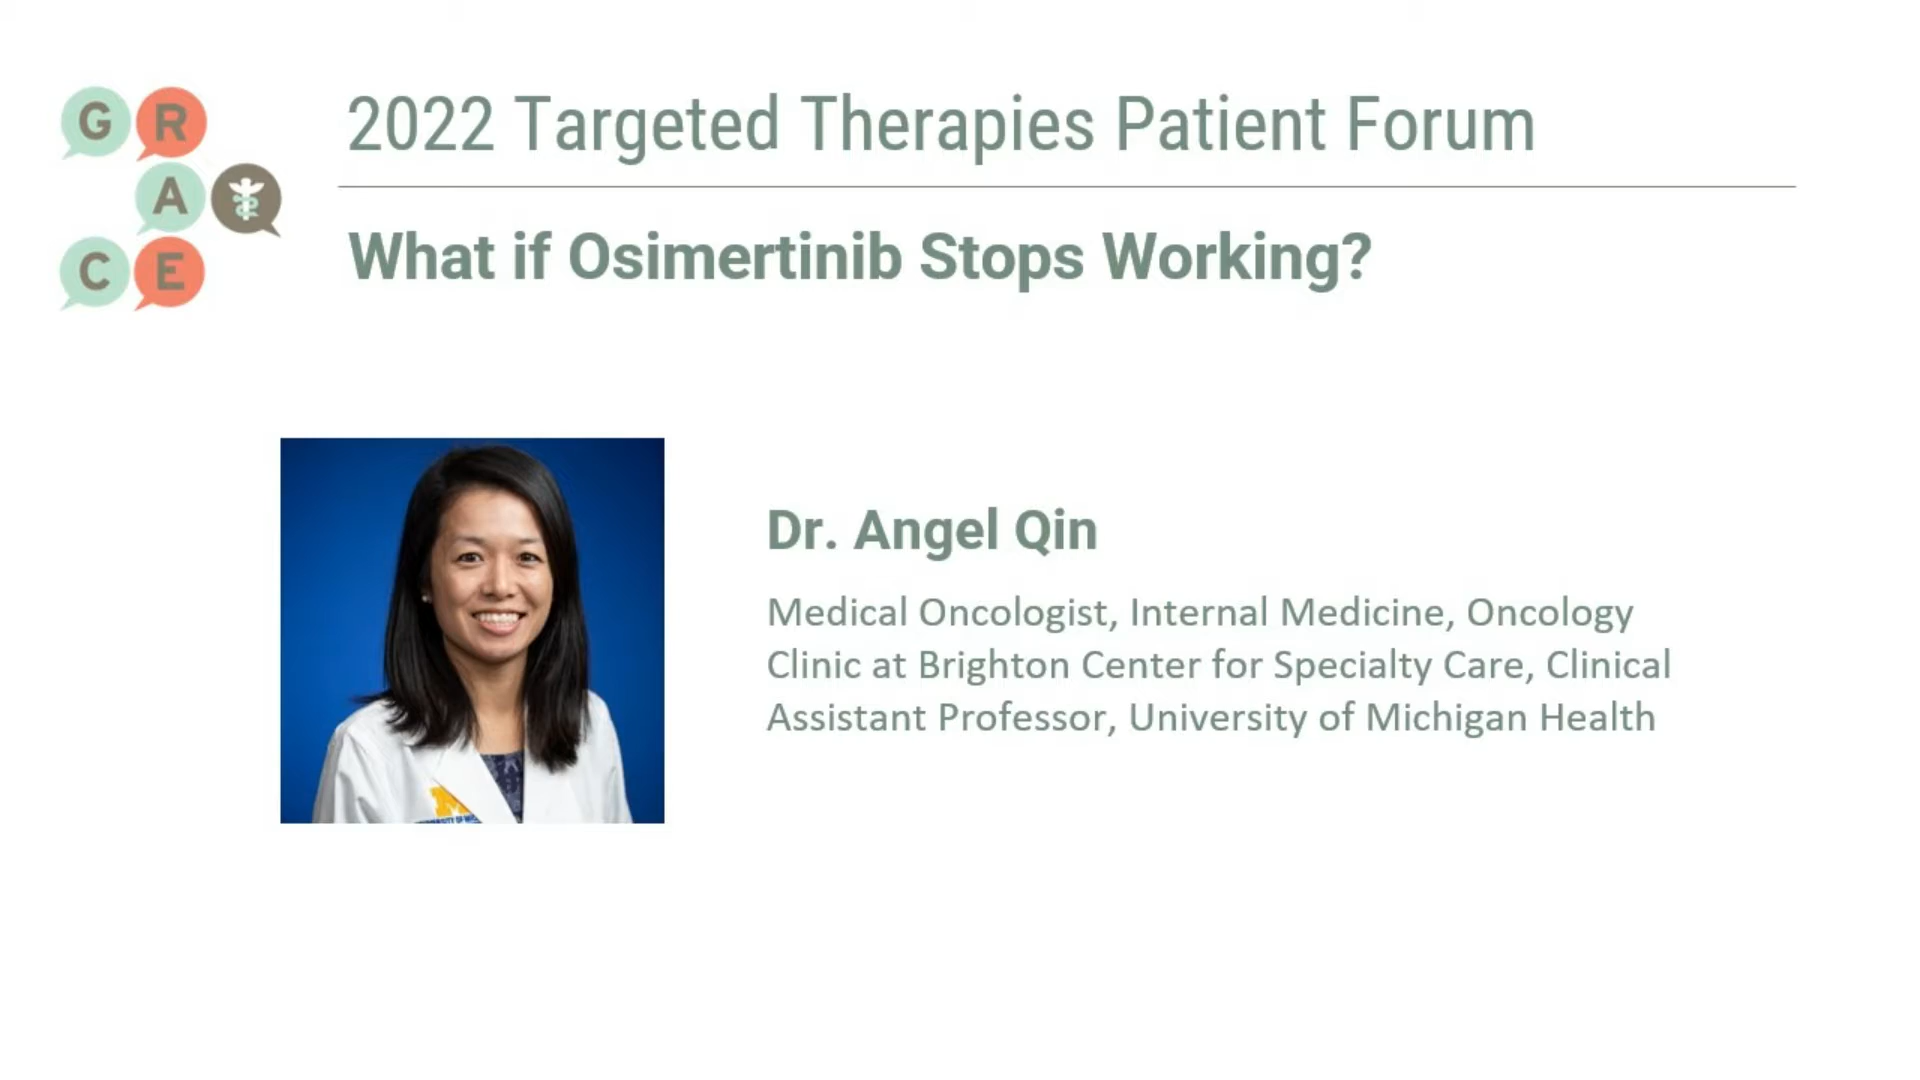 G R
A
C E
2022 Targeted Therapies Patient Forum
What if Osimertinib Stops Working?
Dr. Angel Qin
Medical Oncologist, Internal Medicine, Oncology
Clinic at Brighton Center for Specialty Care, Clinical
Assistant Professor, University of Michigan Health
M